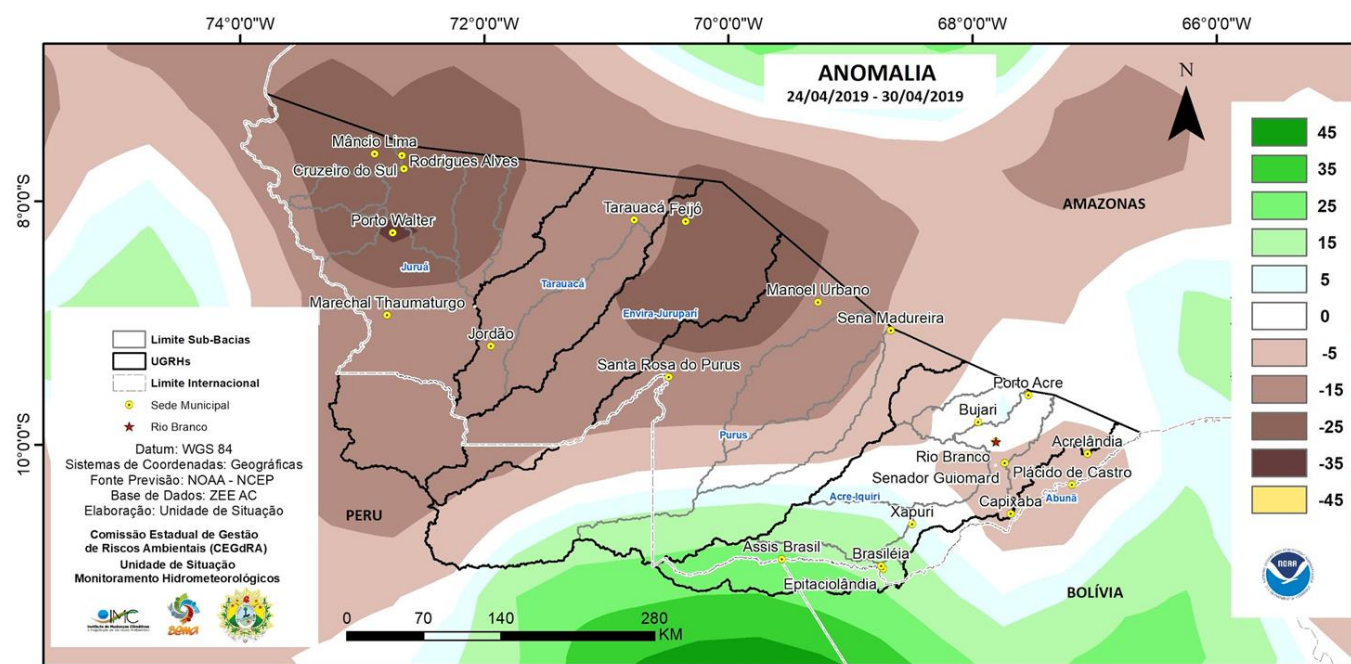 74°0'0"W
72°0'0"W
70°0'0"W
68°0'0"W
66°0'0"W
ANOMALIA
24/04/2019 - 30/04/2019
N
8°0'0"S
10°0'0"S
Mâncio Lima
Rodrigues Alves
Cruzeiro do Sul
Porto Walter
Juruá
Marechal Thaumaturgo
Tarauacá
Feijó
Tarauacá
Jordão
Envira-Jurupari
Manoel Urbano
Sena Madureira
Santa Rosa do Purus
Purus
AMAZONAS
Porto Acre
Bujari
Rio Branco
Acrelândia
Senador Guiomard
Plácido de Castro
Acre-Iquiri
Capixaba
Abunã
Xapuri
Assis Brasil
Brasiléia
Epitaciolândia
PERU
BOLÍVIA
45
35
25
15
5
0
-5
-15
-25
-35
-45
Limite Sub-Bacias
UGRHs
Limite Internacional
Sede Municipal
Rio Branco
Datum: WGS 84
Sistemas de Coordenadas: Geográficas
Fonte Previsão: NOAA - NCEP
Base de Dados: ZEE AC
Elaboração: Unidade de Situação
Comissão Estadual de Gestão
de Riscos Ambientais (CEGdRA)
Unidade de Situação
Monitoramento Hidrometeorológicos
IMC
SEMA
0 70 140 280
KM
NOAA